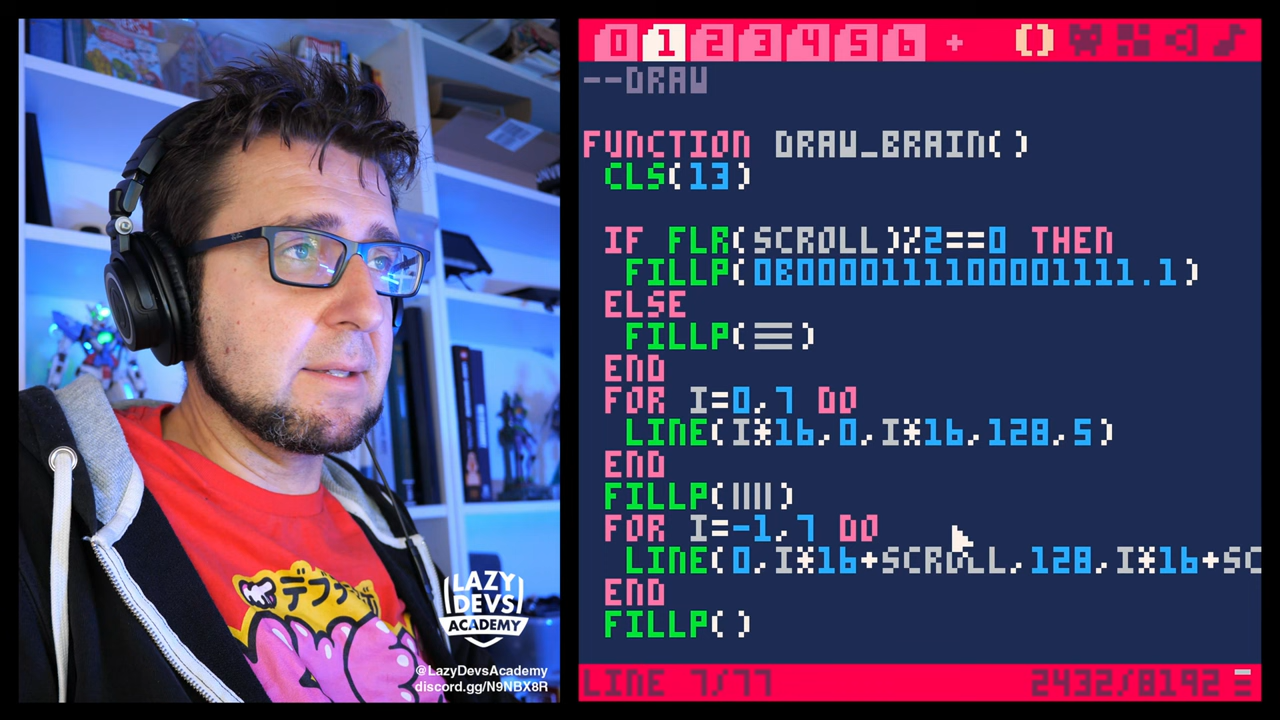 0 1 2 3 4 5 6 +
--DRAW
FUNCTION DRAW_BRAIN()
CLS(13)
IF FLR(SCROLL)%2==0 THEN
FILLP(0B0000111100001111.1)
ELSE
FILLP(☰)
END
FOR I=0,7 DO
LINE(I*16,0,I*16,128,5)
END
FILLP(▥)
FOR I=-1,7 DO
LINE(0,I*16+SCROLL,128,I*16+SC
END
FILLP()
LINE 7/77
2432/8192
LAZY
DEVS
ACADEMY
@LazyDevsAcademy
discord.gg/N9NBX8R